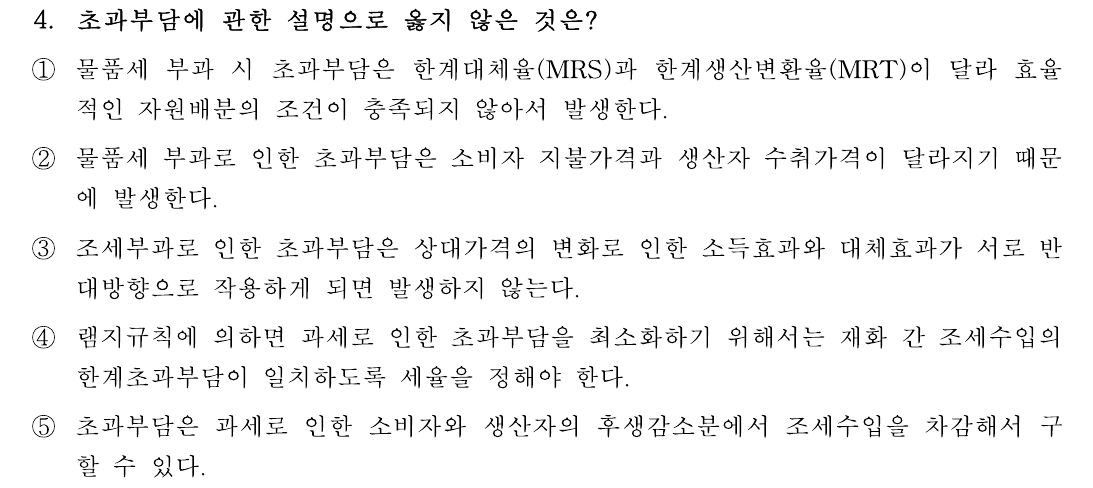 4. 초과부담에 관한 설명으로 옳지 않은 것은?
① 물품세 부과 시 초과부담은 한계대체율(MRS)과 한계생산변환율(MRT)이 달라 효율
적인 자원배분의 조건이 충족되지 않아서 발생한다.
② 물품세 부과로 인한 초과부담은 소비자 지불가격과 생산자 수취가격이 달라지기 때문
에 발생한다.
③ 조세부과로 인한 초과부담은 상대가격의 변화로 인한 소득효과와 대체효과가 서로 반
대방향으로 작용하게 되면 발생하지 않는다.
④ 램지규칙에 의하면 과세로 인한 초과부담을 최소화하기 위해서는 재화 간 조세수입의
한계초과부담이 일치하도록 세율을 정해야 한다.
⑤ 초과부담은 과세로 인한 소비자와 생산자의 후생감소분에서 조세수입을 차감해서 구
할 수 있다.